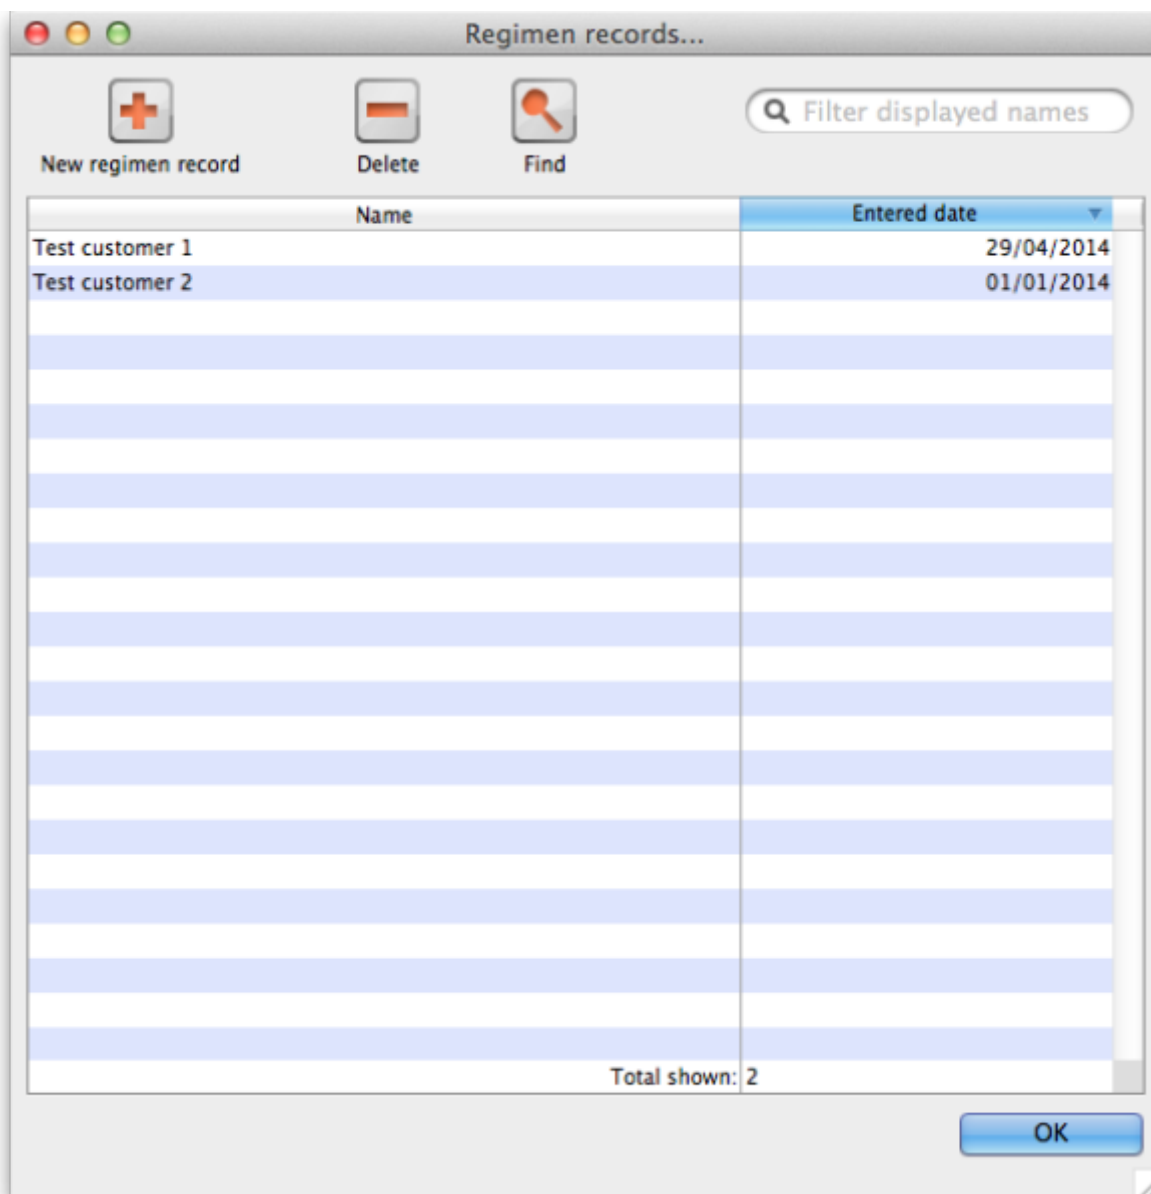 Regimen records...
Filter displayed names
New regimen record Delete Find
Name Entered date
Test customer 1 29/04/2014
Test customer 2 01/01/2014
Total shown: 2
OK